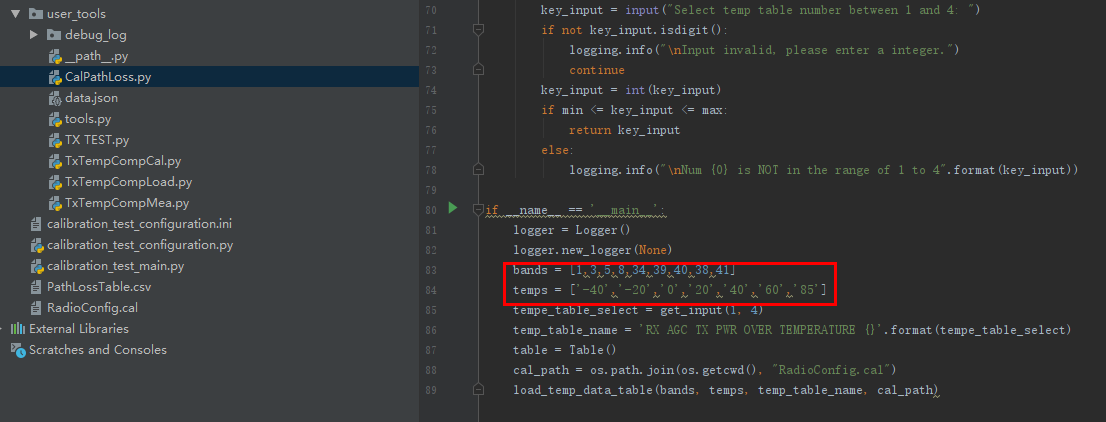 user_tools
debug_log
__path__.py
CalPathLoss.py
data.json
tools.py
TX TEST.py
TxTempCompCal.py
TxTempCompLoad.py
TxTempCompMea.py
calibration_test_configuration.ini
calibration_test_configuration.py
calibration_test_main.py
PathLossTable.csv
RadioConfig.cal
External Libraries
Scratches and Consoles
70 key_input = input("Select temp table number between 1 and 4: ")
71 if not key_input.isdigit():
72 logging.info("\nInput invalid, please enter a integer.")
73 continue
74 key_input = int(key_input)
75 if min <= key_input <= max:
76 return key_input
77 else:
78 logging.info("\nNum {0} is NOT in the range of 1 to 4".format(key_input))
79
80 if __name__ == '__main__':
81 logger = Logger()
82 logger.new_logger(None)
83 bands = [1,3,5,8,34,39,40,38,41]
84 temps = ['-40','-20','0','20','40','60','85']
85 tempe_table_select = get_input(1, 4)
86 temp_table_name = 'RX AGC TX PWR OVER TEMPERATURE {}'.format(tempe_table_select)
87 table = Table()
88 cal_path = os.path.join(os.getcwd(), "RadioConfig.cal")
89 load_temp_data_table(bands, temps, temp_table_name, cal_path)